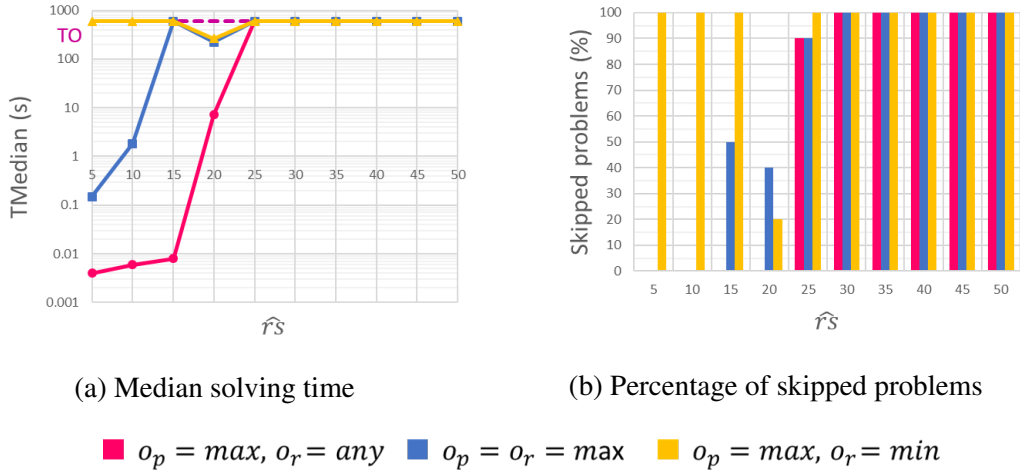 1000
TO
100
10
1
0.1
0.01
0.001
TMedian (s)
5 10 15 20 25 30 35 40 45 50
r̂s
(a) Median solving time
100
90
80
70
60
50
40
30
20
10
0
Skipped problems (%)
5 10 15 20 25 30 35 40 45 50
r̂s
(b) Percentage of skipped problems
o_p = max, o_r = any o_p = o_r = max o_p = max, o_r = min